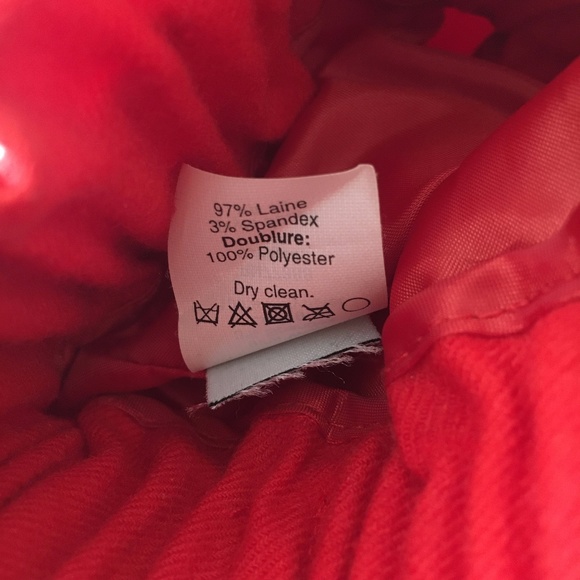 97% Laine
3% Spandex
Doublure:
100% Polyester
Dry clean.